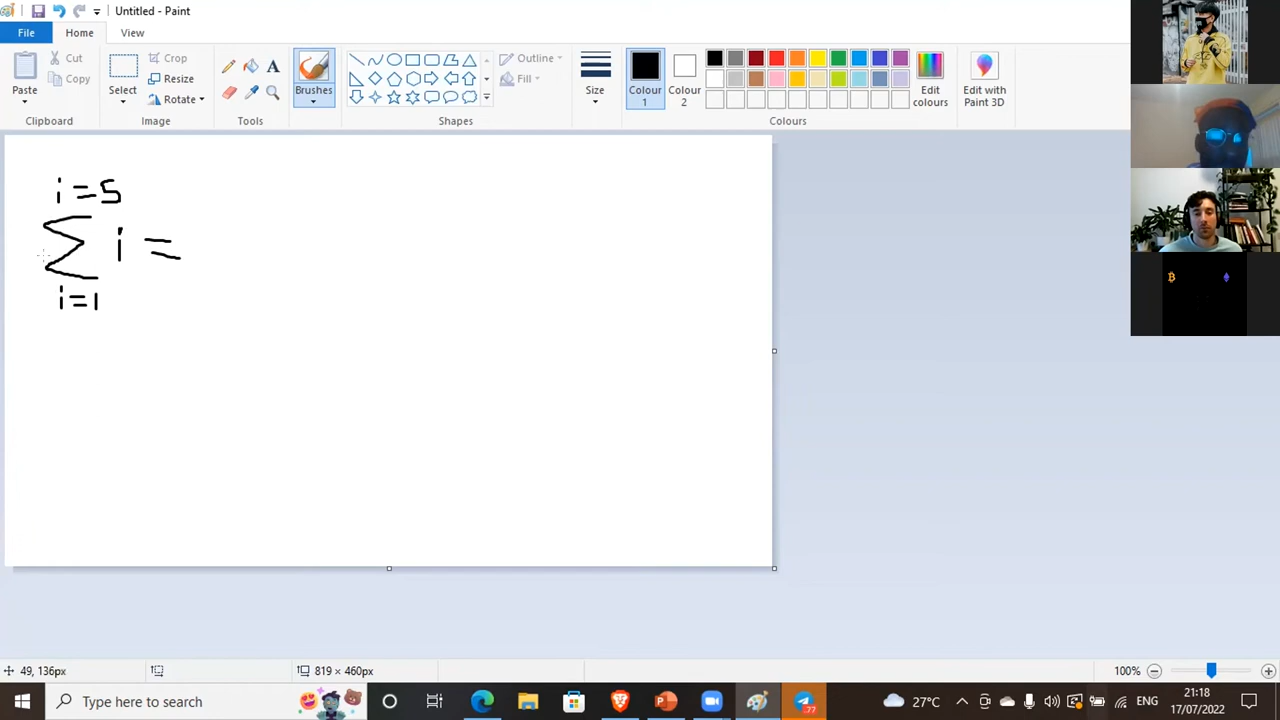 Untitled - Paint
File Home View
Paste
Cut
Copy
Clipboard
Select
Crop
Resize
Rotate
Image
Tools
Brushes
Shapes
Outline
Fill
Size
Colour 1
Colour 2
Edit colours
Edit with Paint 3D
Colours
i=5
∑ i =
i=1
49, 136px
819 × 460px
100%
Type here to search
77
27°C
ENG
21:18
17/07/2022